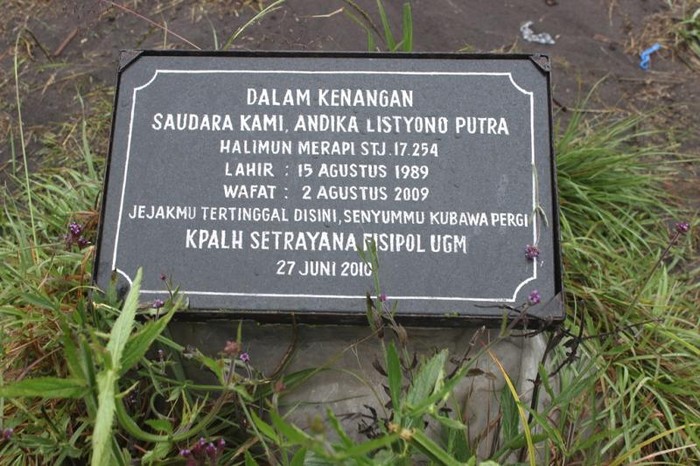 DALAM KENANGAN
SAUDARA KAMI, ANDIKA LISTYONO PUTRA
HALIMUN MERAPI STJ.17.254
LAHIR : 15 AGUSTUS 1989
WAFAT : 2 AGUSTUS 2009
JEJAKMU TERTINGGAL DISINI, SENYUMMU KUBAWA PERGI
KPALH SETRAYANA FISIPOL UGM
27 JUNI 2010